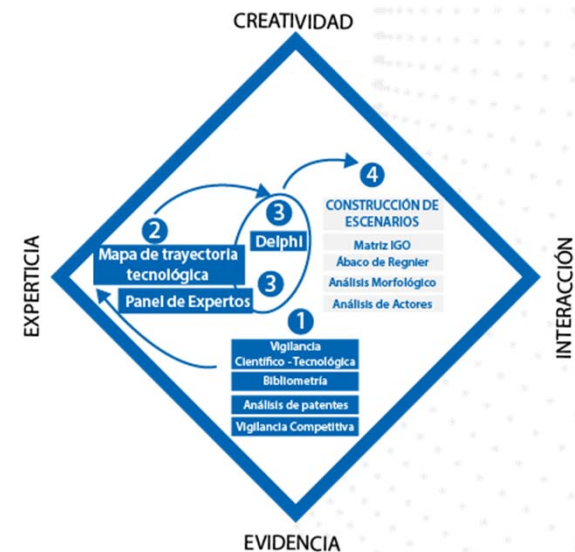 CREATIVIDAD
4
CONSTRUCCIÓN DE
ESCENARIOS
Matriz IGO
Ábaco de Regnier
Análisis Morfológico
Análisis de Actores
3
Delphi
2
Mapa de trayectoria
tecnológica
Panel de Expertos
3
EXPERTICIA
INTERACCIÓN
1
Vigilancia
Científico - Tecnológica
Bibliometría
Análisis de patentes
Vigilancia Competitiva
EVIDENCIA